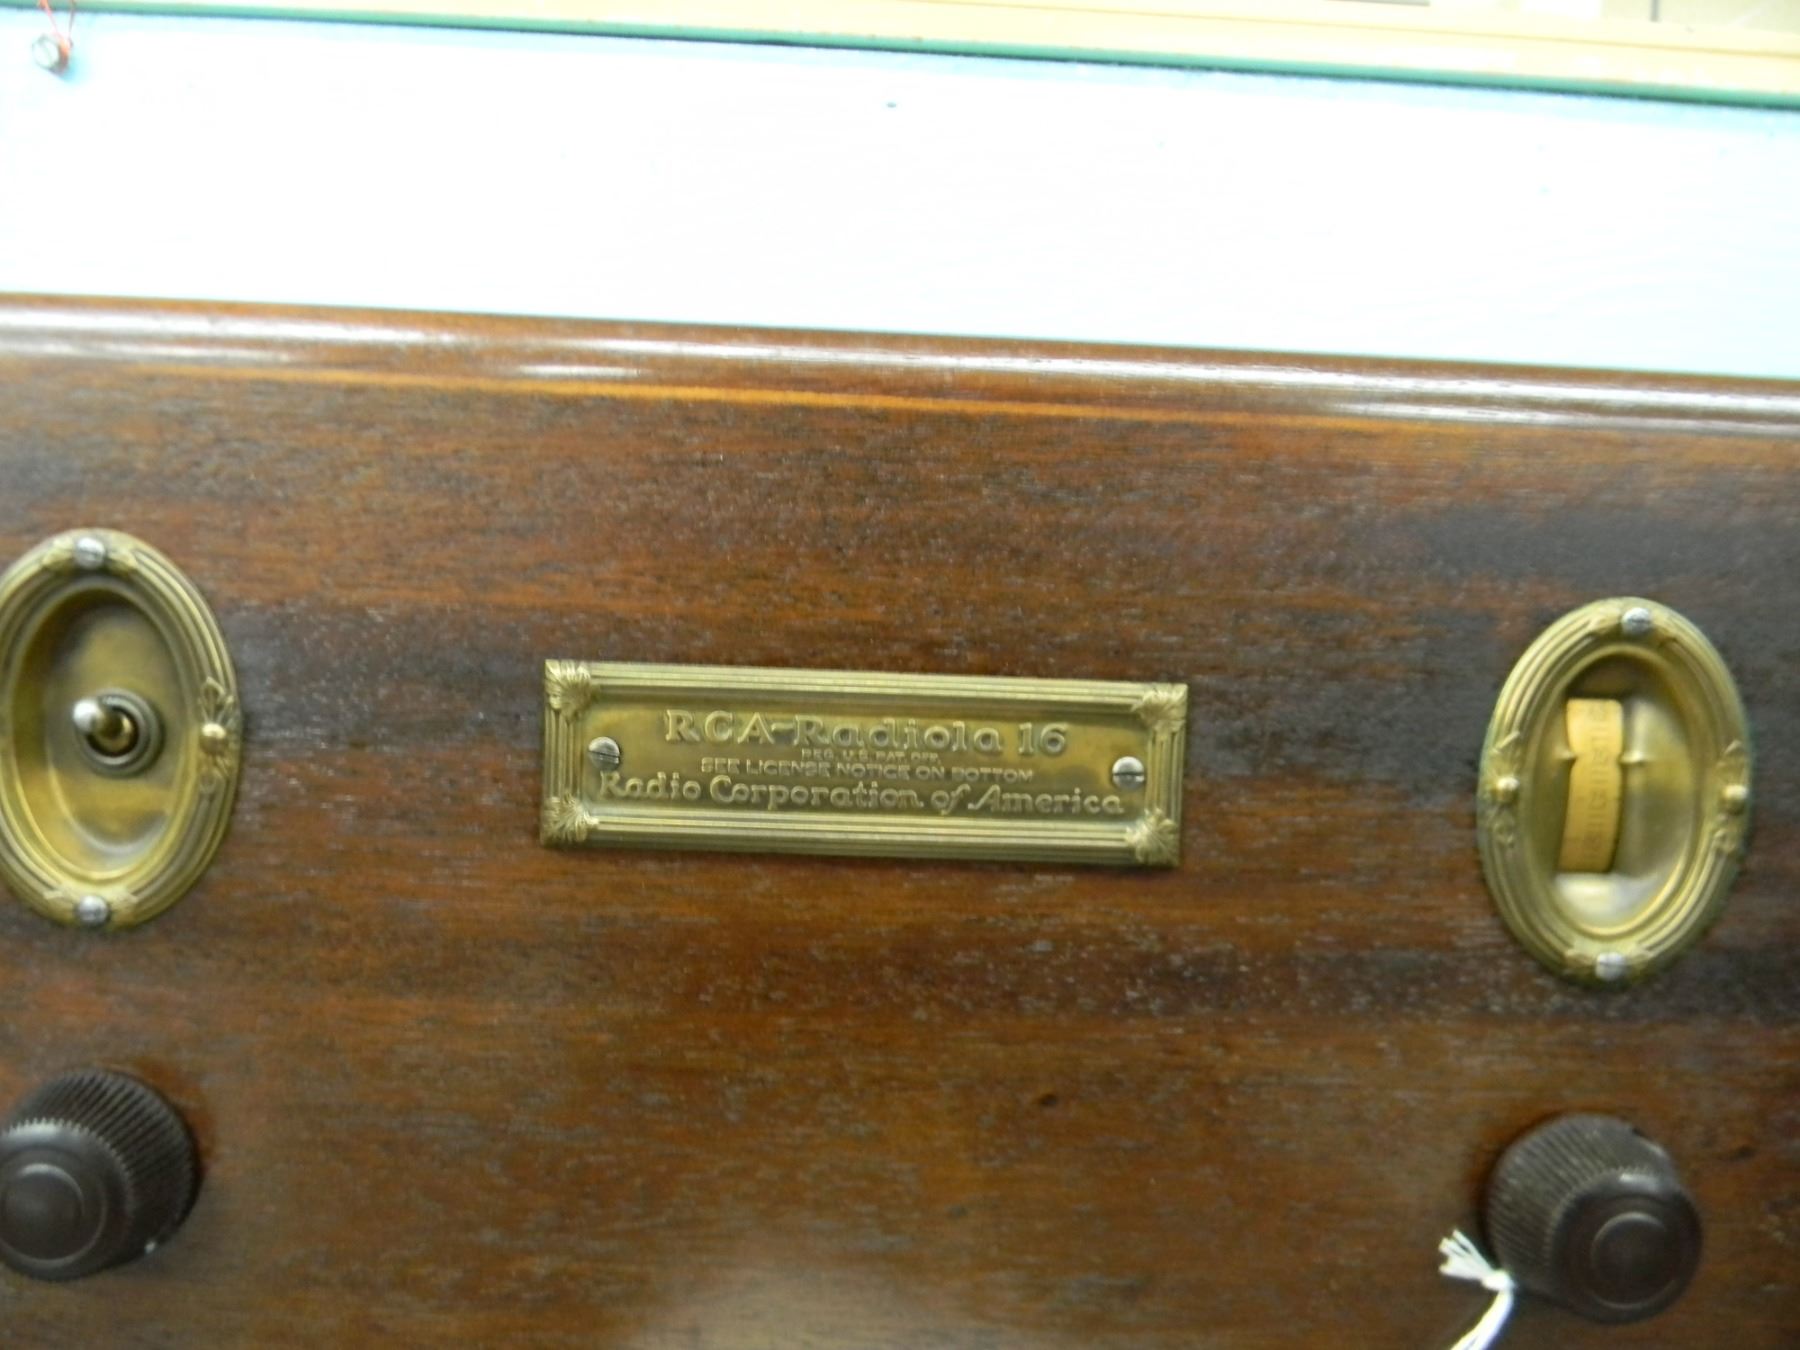 RCA-Radiola 16
REG. U.S. PAT. OFF.
SEE LICENSE NOTICE ON BOTTOM
Radio Corporation of America